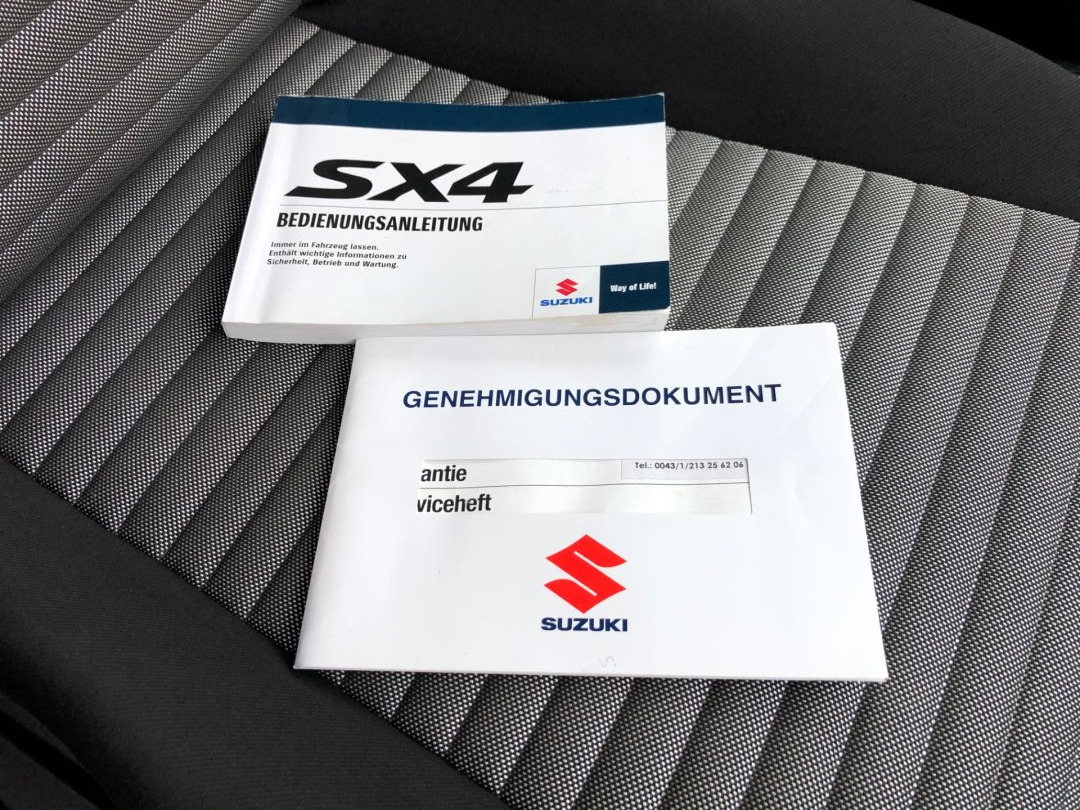 SX4
BEDIENUNGSANLEITUNG
Immer im Fahrzeug lassen.
Enthält wichtige Informationen zu
Sicherheit, Betrieb und Wartung.
SUZUKI
Way of Life!
GENEHMIGUNGSDOKUMENT
antie
Tel.: 0043/1/213 25 62 06
viceheft
SUZUKI